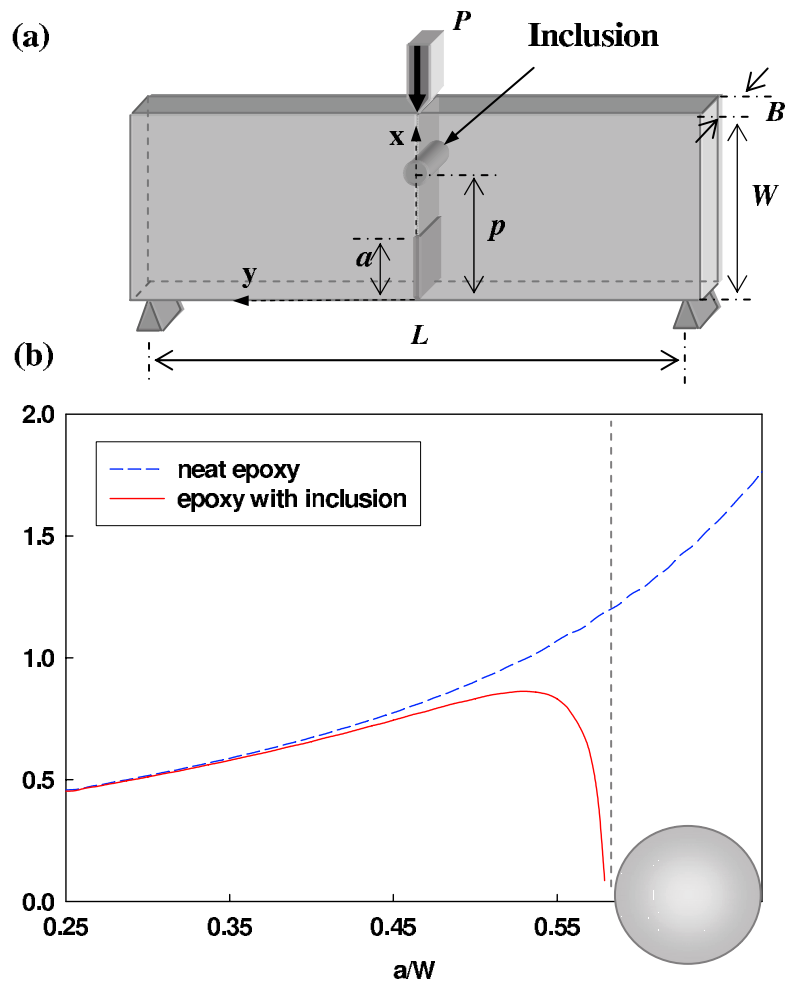 (a)
P
Inclusion
B
x
W
p
a
y
L
(b)
2.0
neat epoxy
epoxy with inclusion
1.5
1.0
0.5
0.0
0.25
0.35
0.45
0.55
a/W